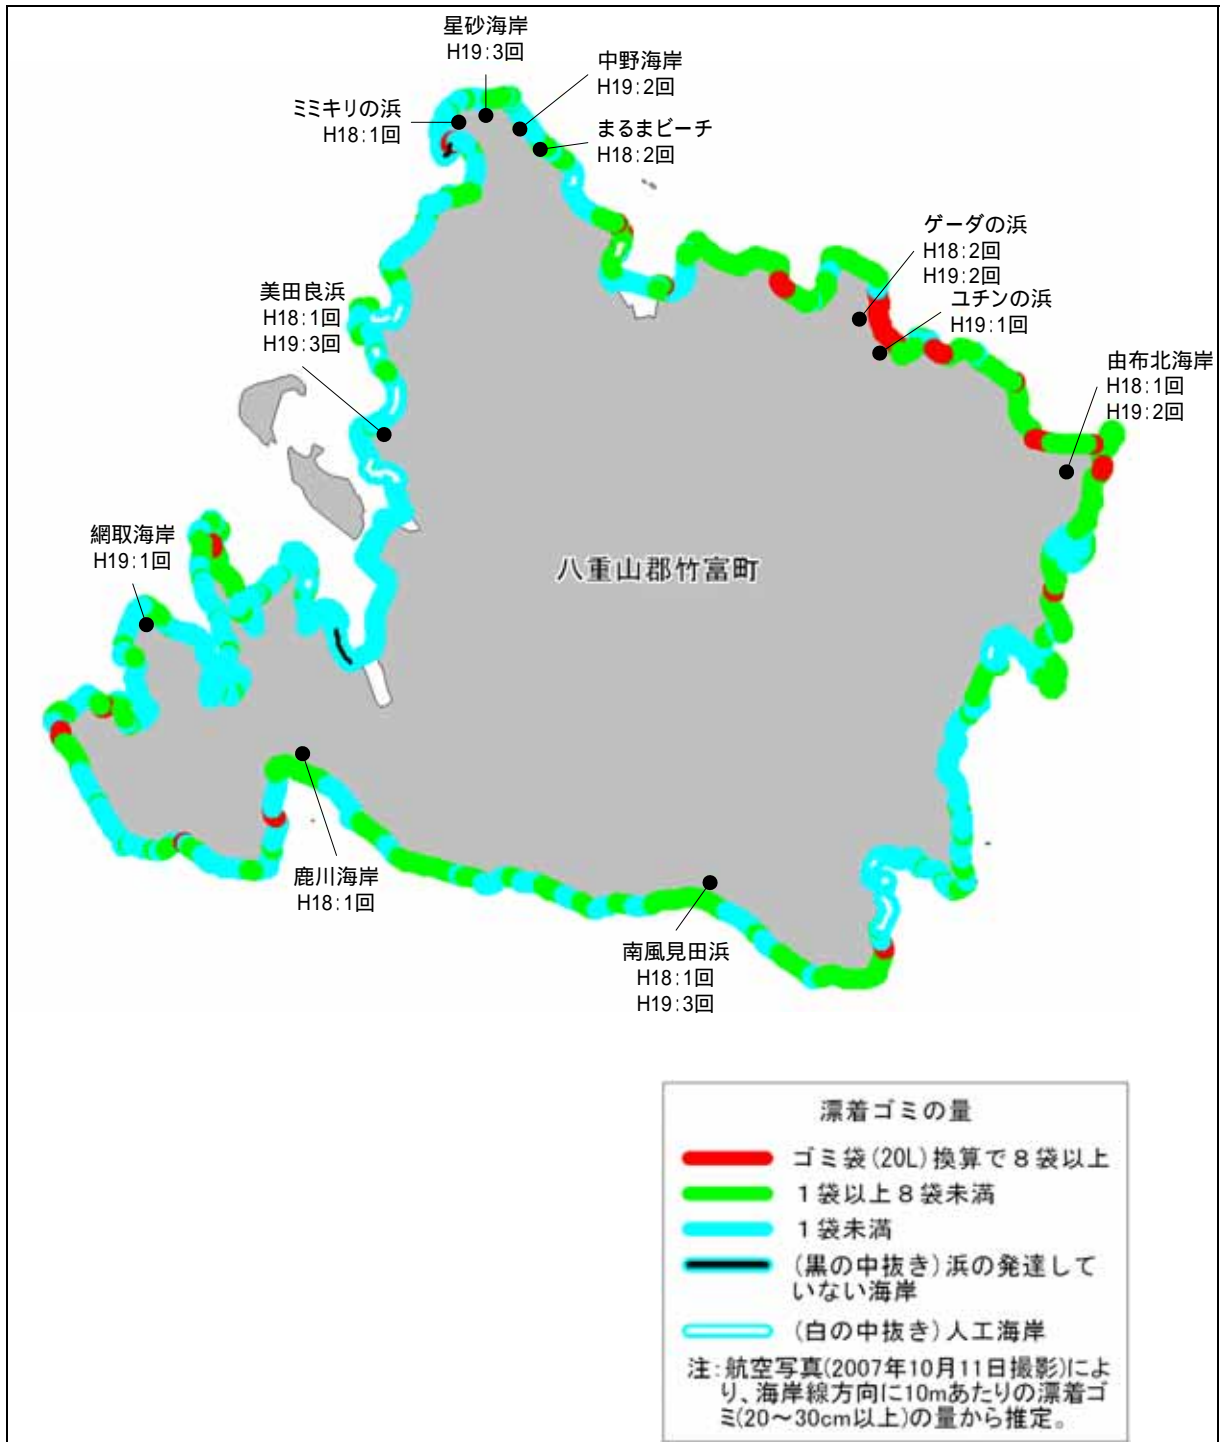 星砂海岸
H19:3回
中野海岸
H19:2回
ミミキリの浜
H18:1回
まるまビーチ
H18:2回
ゲーダの浜
H18:2回
H19:2回
ユチンの浜
H19:1回
美田良浜
H18:1回
H19:3回
由布北海岸
H18:1回
H19:2回
網取海岸
H19:1回
八重山郡竹富町
鹿川海岸
H18:1回
南風見田浜
H18:1回
H19:3回
漂着ゴミの量
ゴミ袋(20L)換算で8袋以上
1袋以上8袋未満
1袋未満
(黒の中抜き)浜の発達して
いない海岸
(白の中抜き)人工海岸
注:航空写真(2007年10月11日撮影)によ
り、海岸線方向に10mあたりの漂着ゴ
ミ(20~30cm以上)の量から推定。